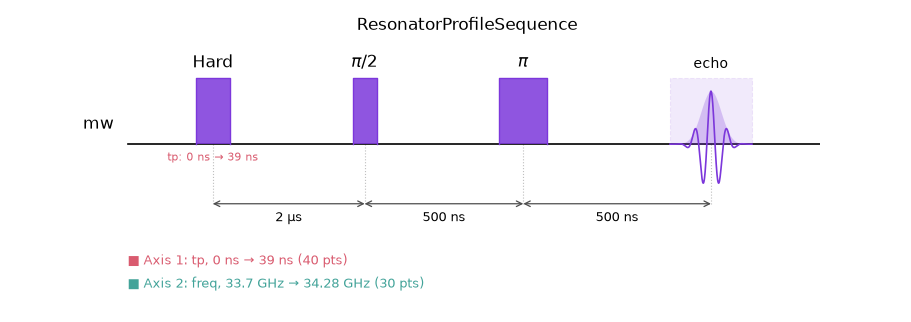 ResonatorProfileSequence
Hard
π/2
π
echo
mw
tp: 0 ns → 39 ns
2 μs
500 ns
500 ns
Axis 1: tp, 0 ns → 39 ns (40 pts)
Axis 2: freq, 33.7 GHz → 34.28 GHz (30 pts)